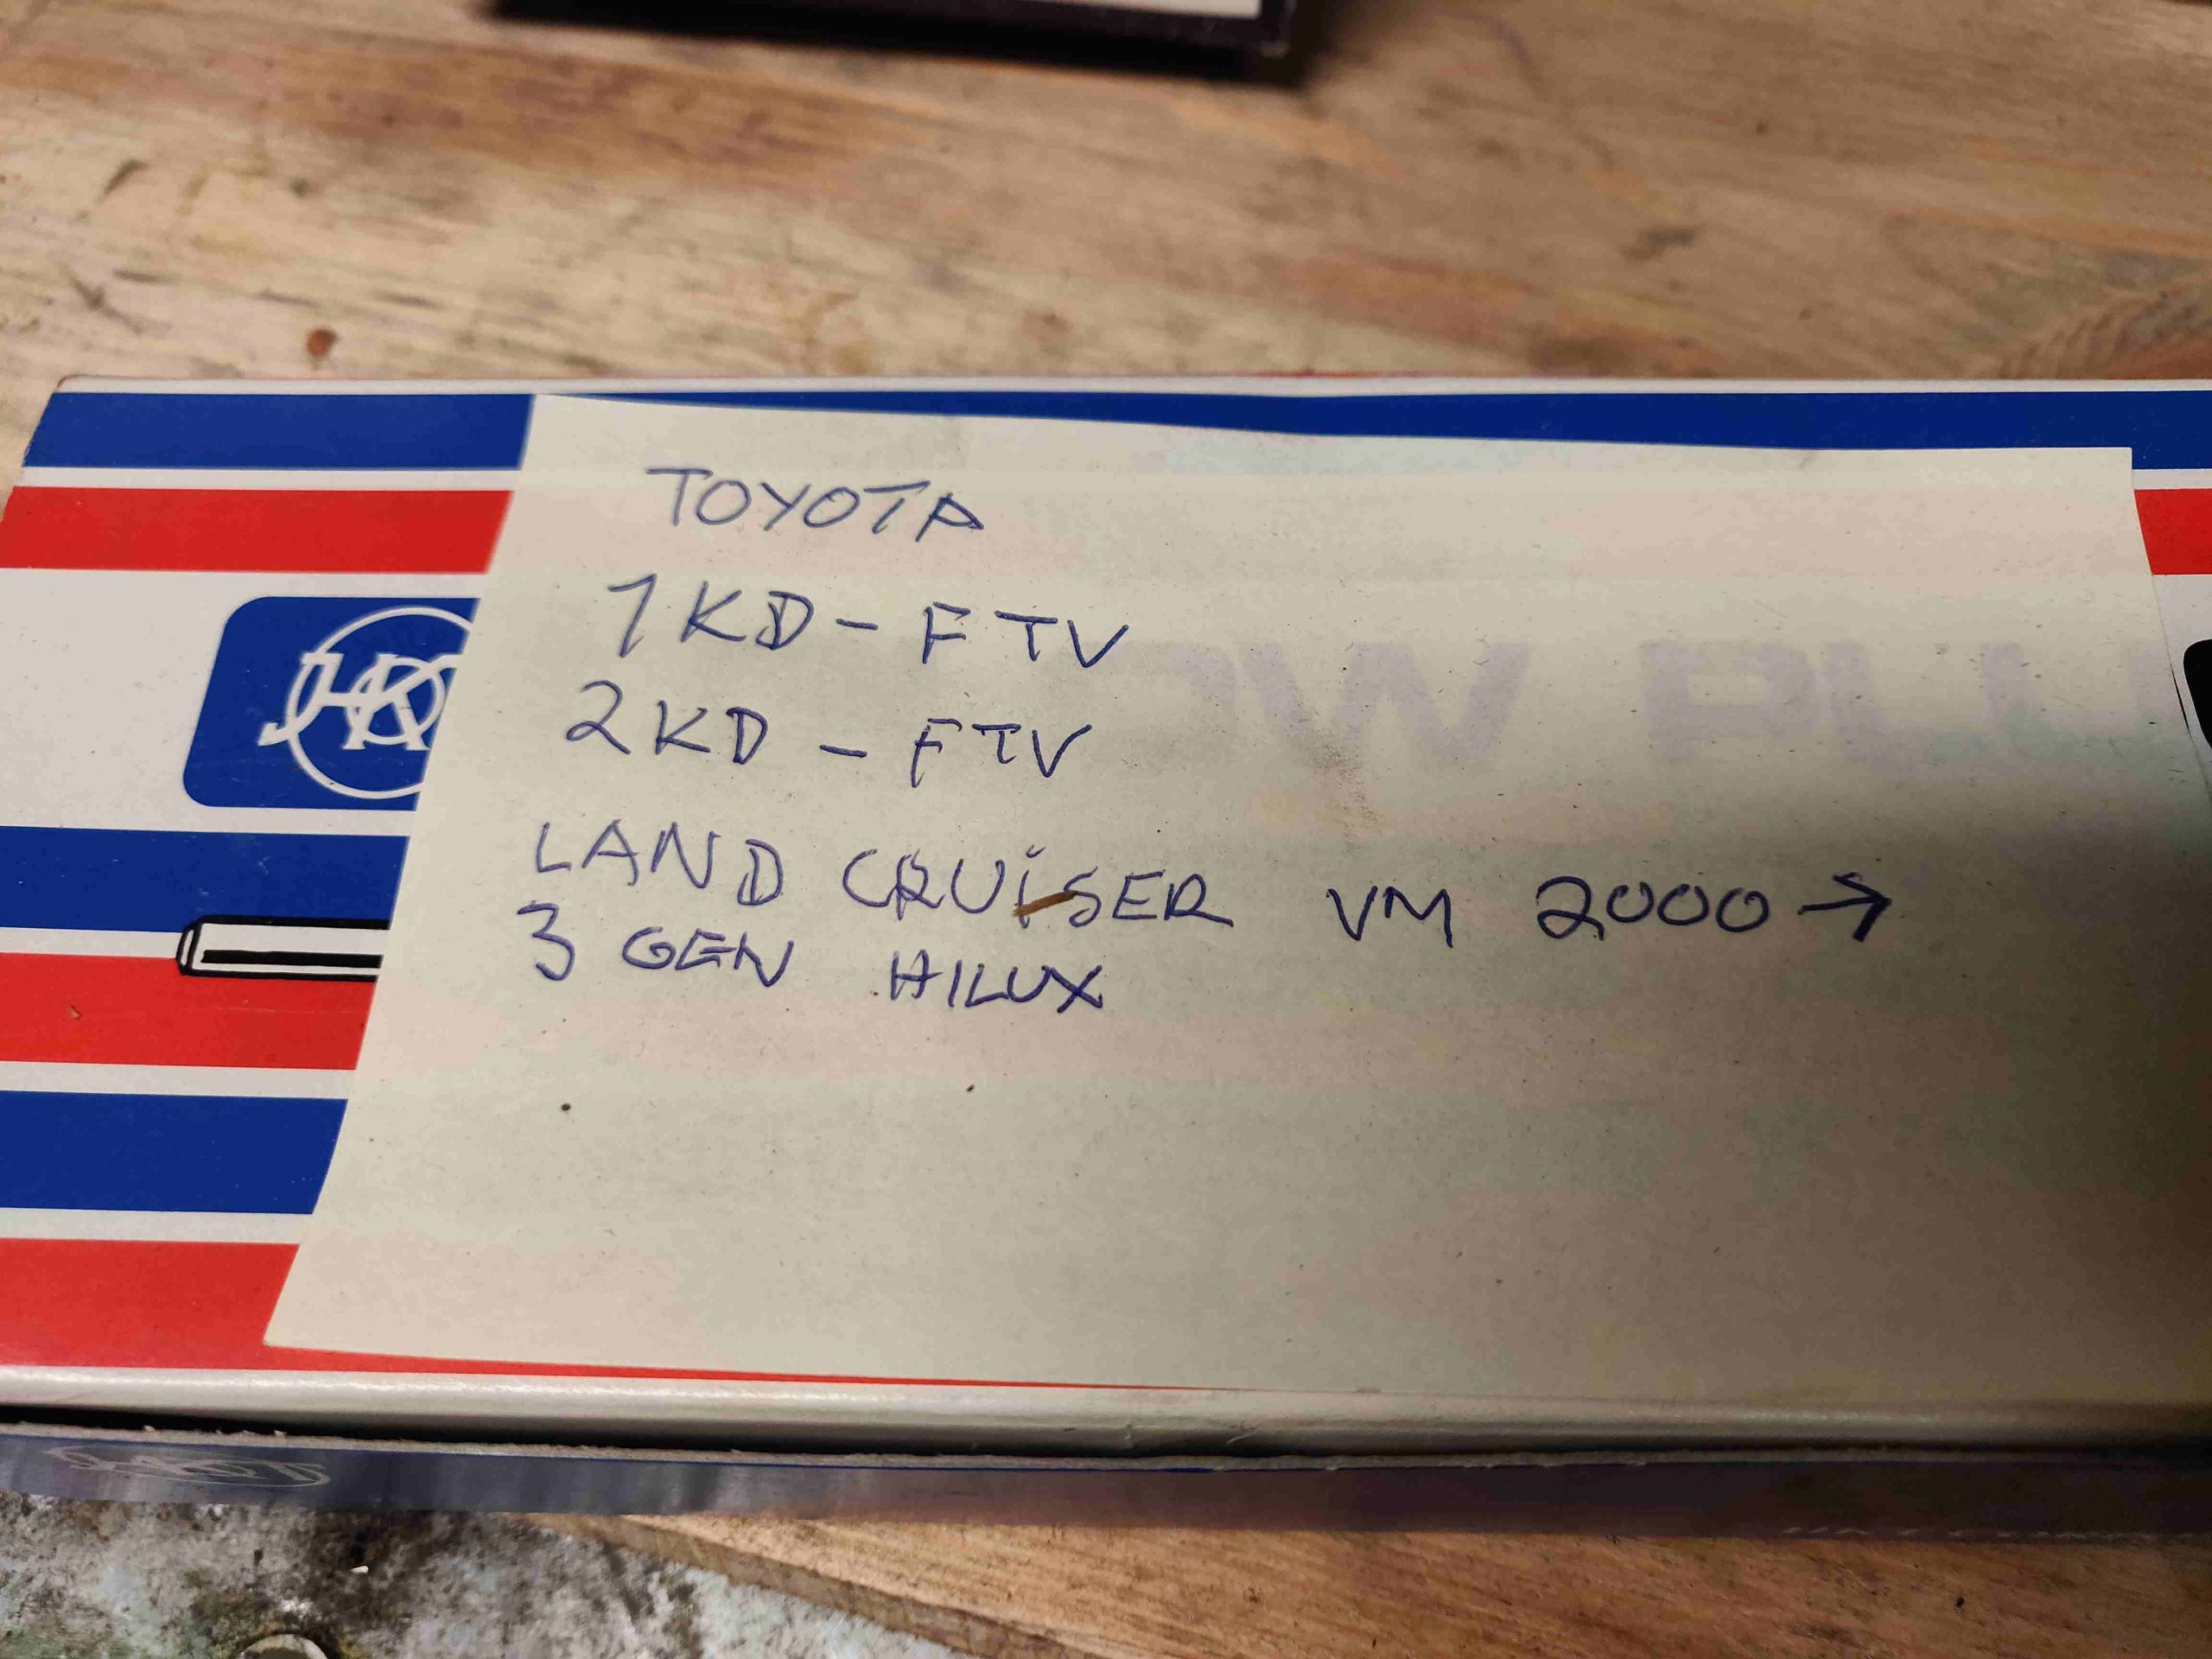 TOYOTA
1KD-FTV
2KD-FTV
LAND CRUiSER VM 2000→
3 GEN HILUX